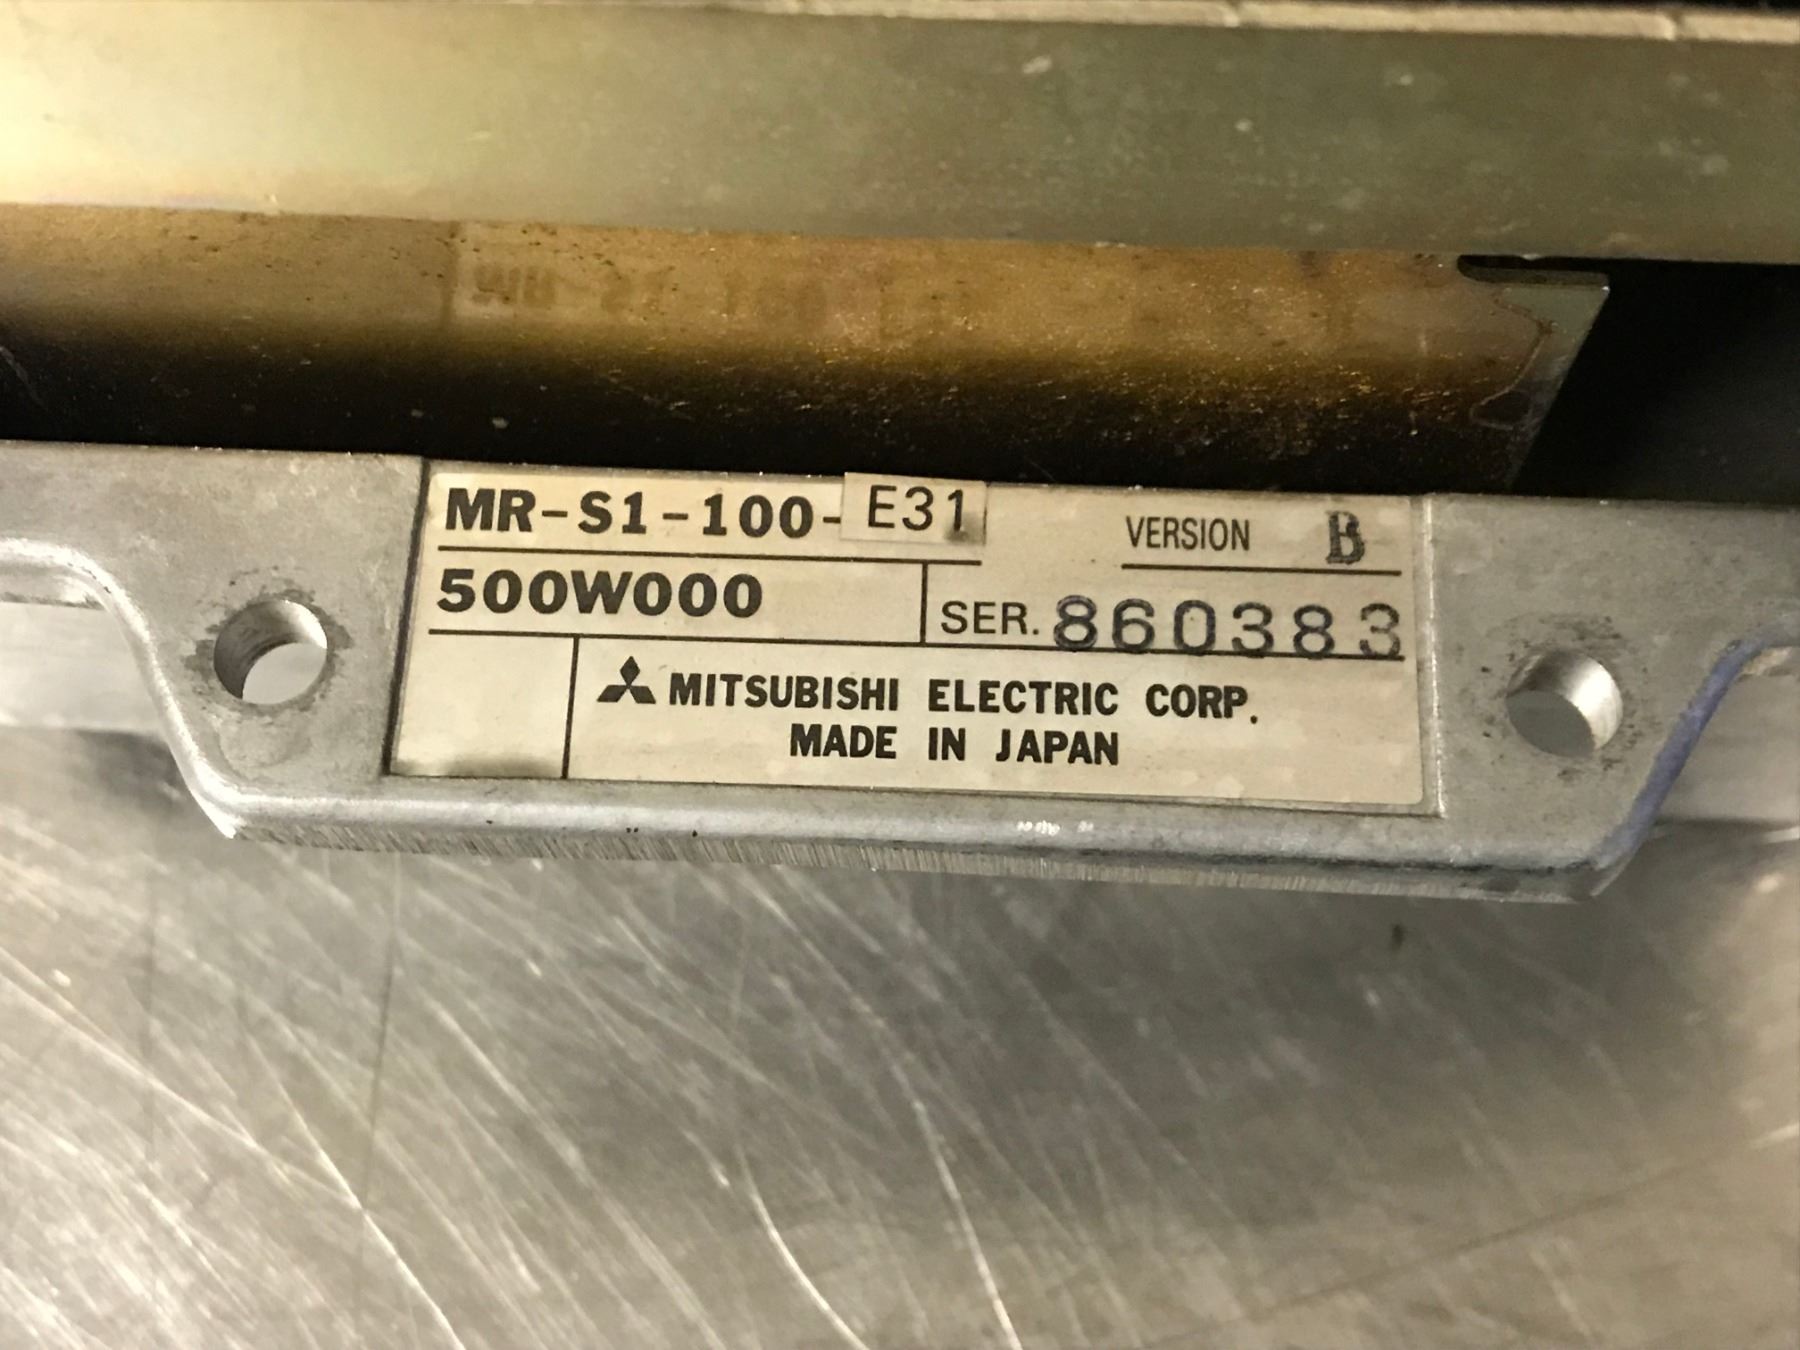 MR-S1-100-E31 VERSION B
500W000 SER. 860383
MITSUBISHI ELECTRIC CORP.
MADE IN JAPAN